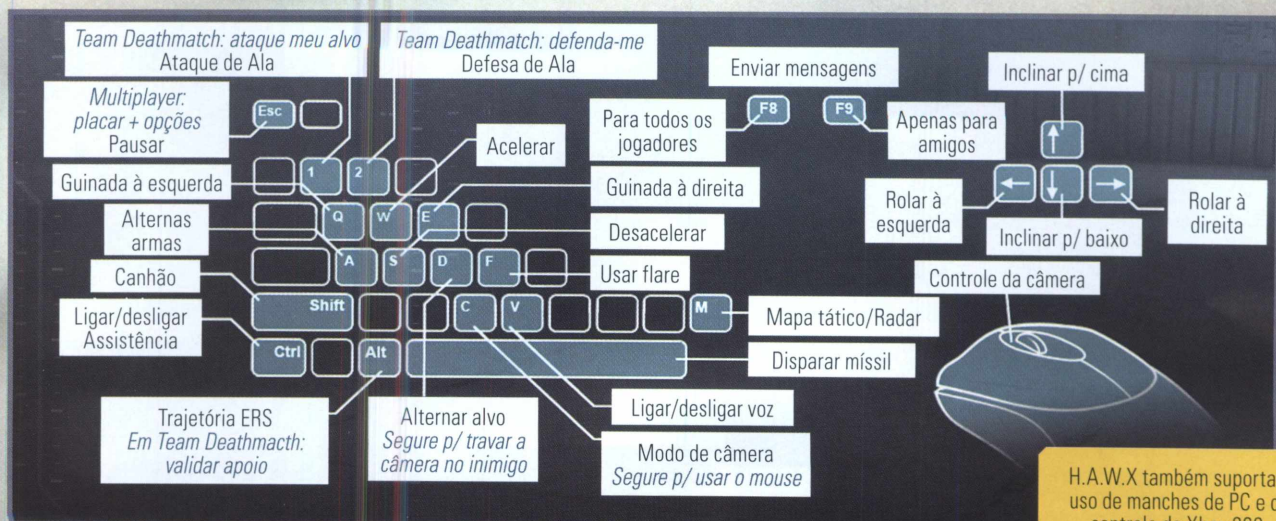 Team Deathmatch: ataque meu alvo
Ataque de Ala
Team Deathmatch: defenda-me
Defesa de Ala
Multiplayer:
placar + opções
Pausar
Esc
Enviar mensagens
F8
F9
Para todos os
jogadores
Apenas para
amigos
Inclinar p/ cima
Rolar à
esquerda
Inclinar p/ baixo
Rolar à
direita
Guinada à esquerda
1
2
Acelerar
Guinada à direita
Alternas
armas
Q
W
E
Desacelerar
Canhão
A
S
D
F
Usar flare
Controle da câmera
Ligar/desligar
Assistência
Shift
C
V
M
Mapa tático/Radar
Ctrl
Alt
Disparar míssil
Trajetória ERS
Em Team Deathmacth:
validar apoio
Alternar alvo
Segure p/ travar a
câmera no inimigo
Ligar/desligar voz
Modo de câmera
Segure p/ usar o mouse
H.A.W.X também suporta
uso de manches de PC e